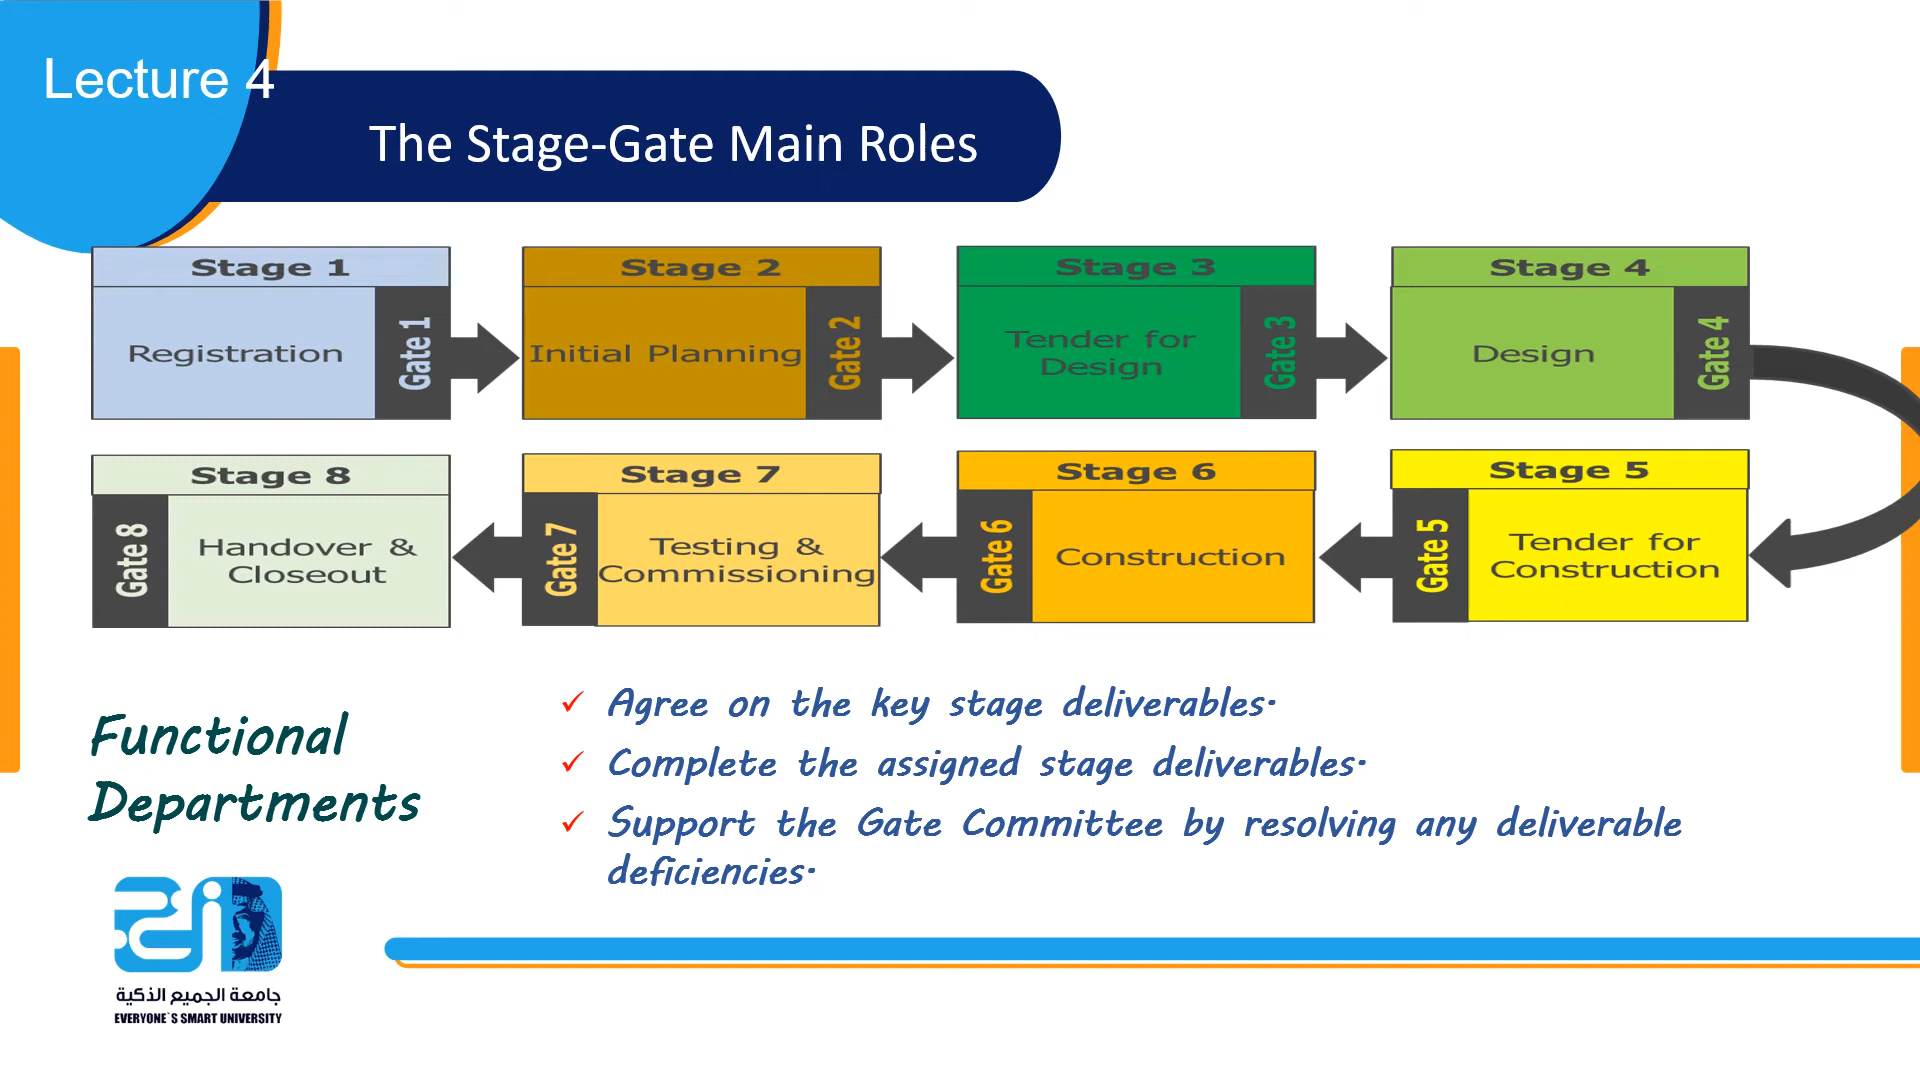 Lecture 4
The Stage-Gate Main Roles
Stage 1
Registration
Gate 1
Stage 2
Initial Planning
Gate 2
Stage 3
Tender for
Design
Gate 3
Stage 4
Design
Gate 4
Stage 5
Tender for
Construction
Gate 5
Stage 6
Construction
Gate 6
Stage 7
Testing &
Commissioning
Gate 7
Stage 8
Handover &
Closeout
Gate 8
Functional
Departments
✓ Agree on the key stage deliverables.
✓ Complete the assigned stage deliverables.
✓ Support the Gate Committee by resolving any deliverable
deficiencies.
جامعة الجميع الذكية
EVERYONE`S SMART UNIVERSITY